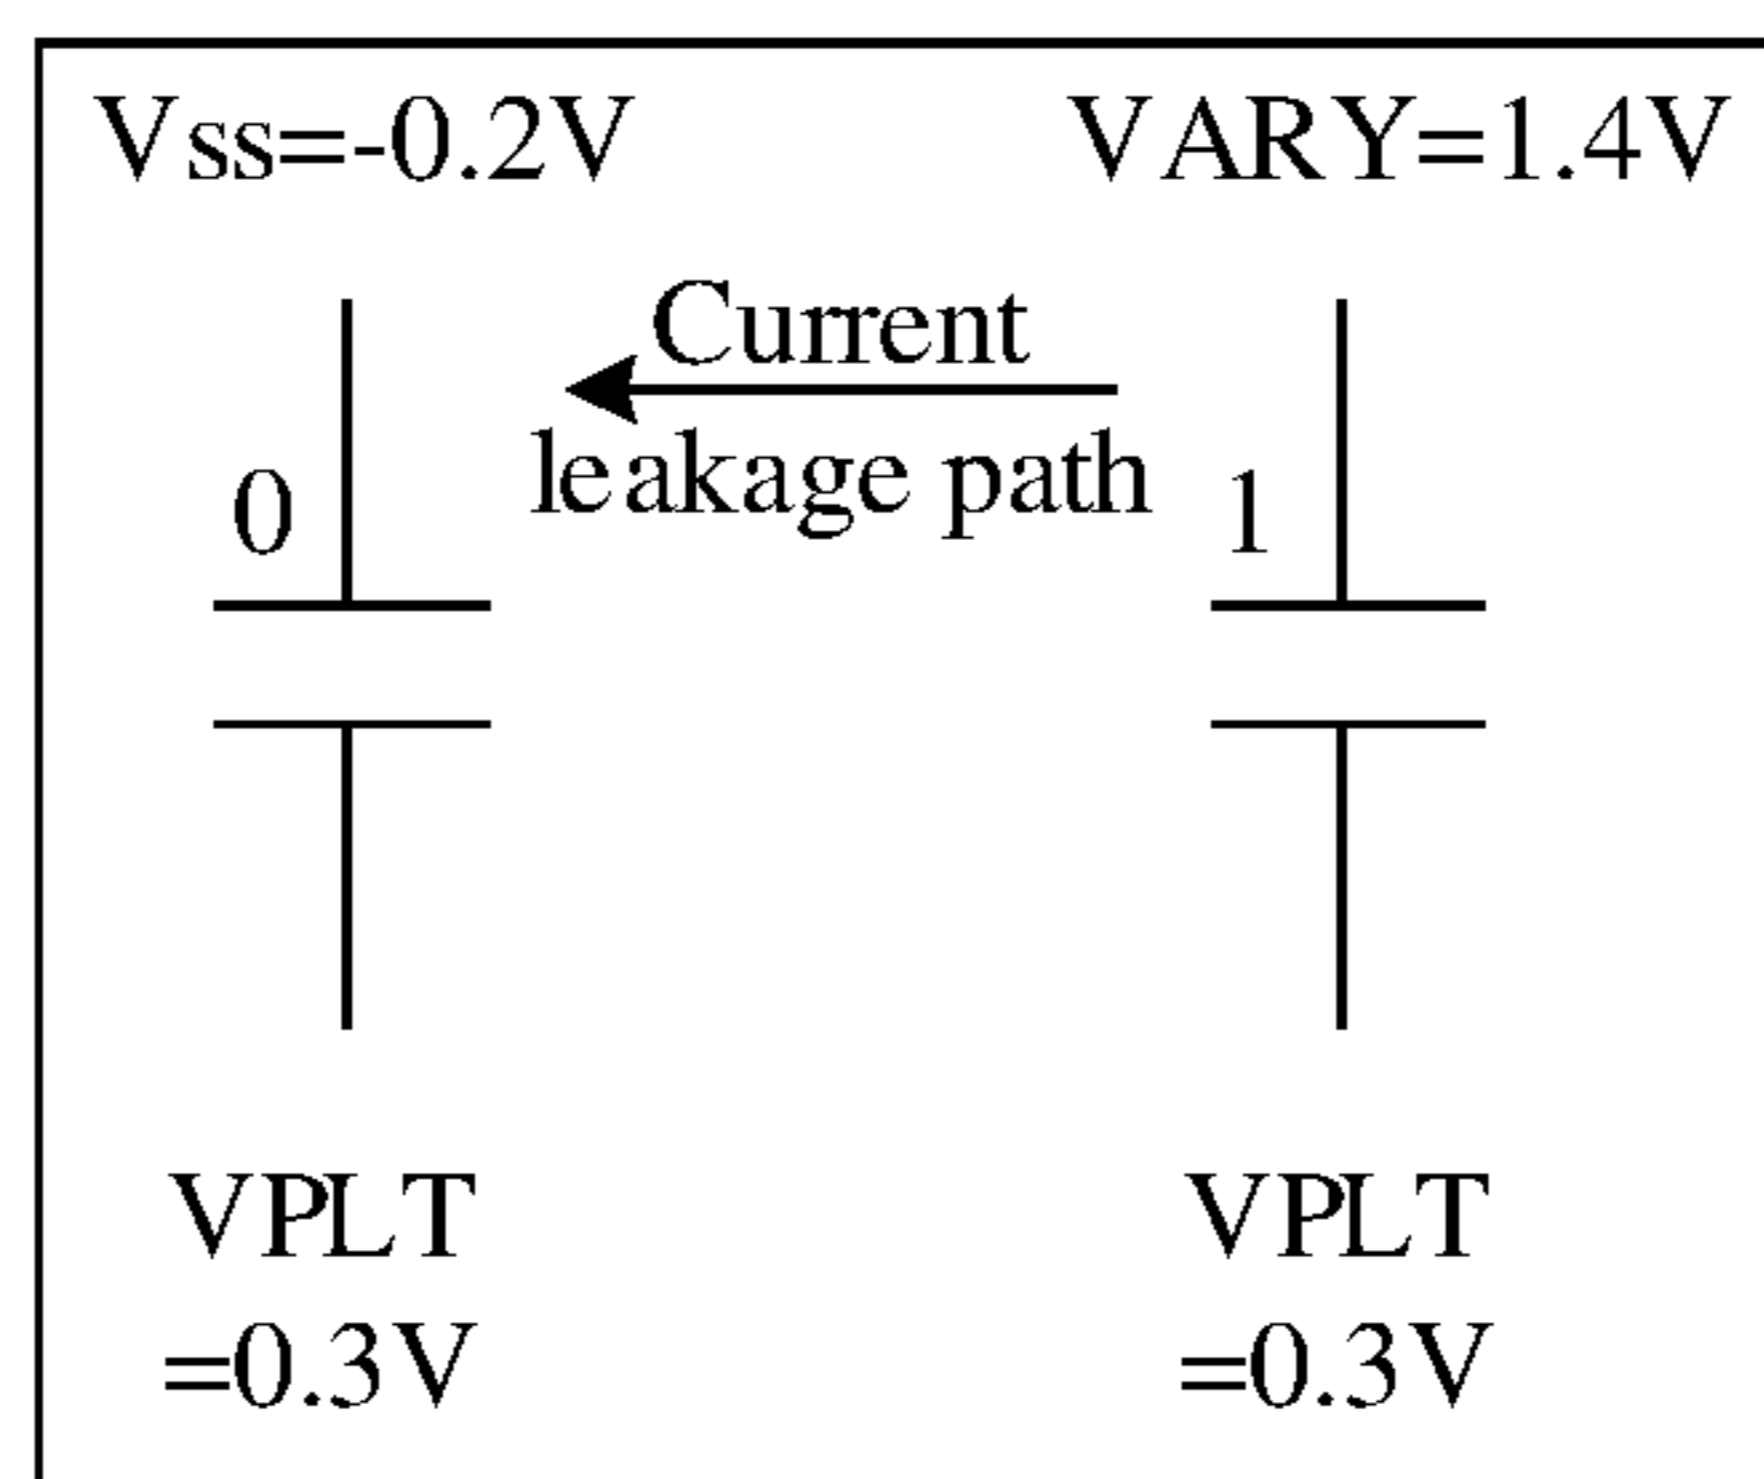 Vss=-0.2V VARY=1.4V
Current
leakage path
0 1
VPLT VPLT
=0.3V =0.3V